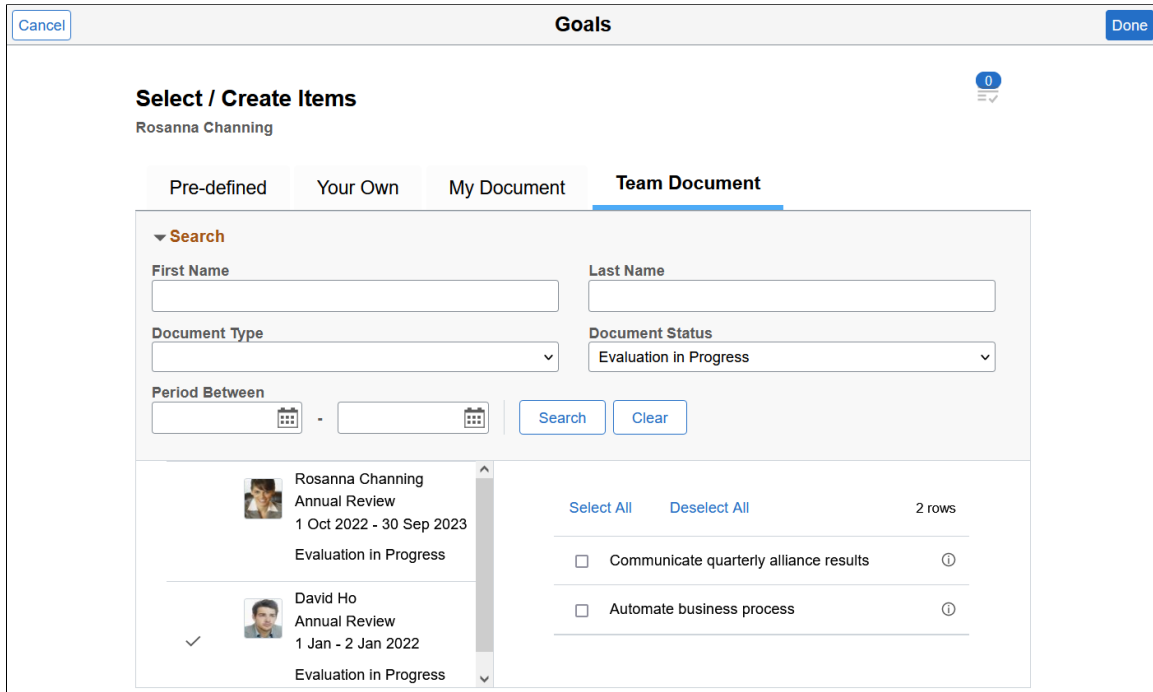 Cancel
Goals
Done
0
Select / Create Items
Rosanna Channing
Pre-defined
Your Own
My Document
Team Document
Search
First Name
Last Name
Document Type
Document Status
Evaluation in Progress
Period Between
-
Search
Clear
Rosanna Channing
Annual Review
1 Oct 2022 - 30 Sep 2023
Evaluation in Progress
David Ho
Annual Review
1 Jan - 2 Jan 2022
Evaluation in Progress
Select All
Deselect All
2 rows
Communicate quarterly alliance results
Automate business process